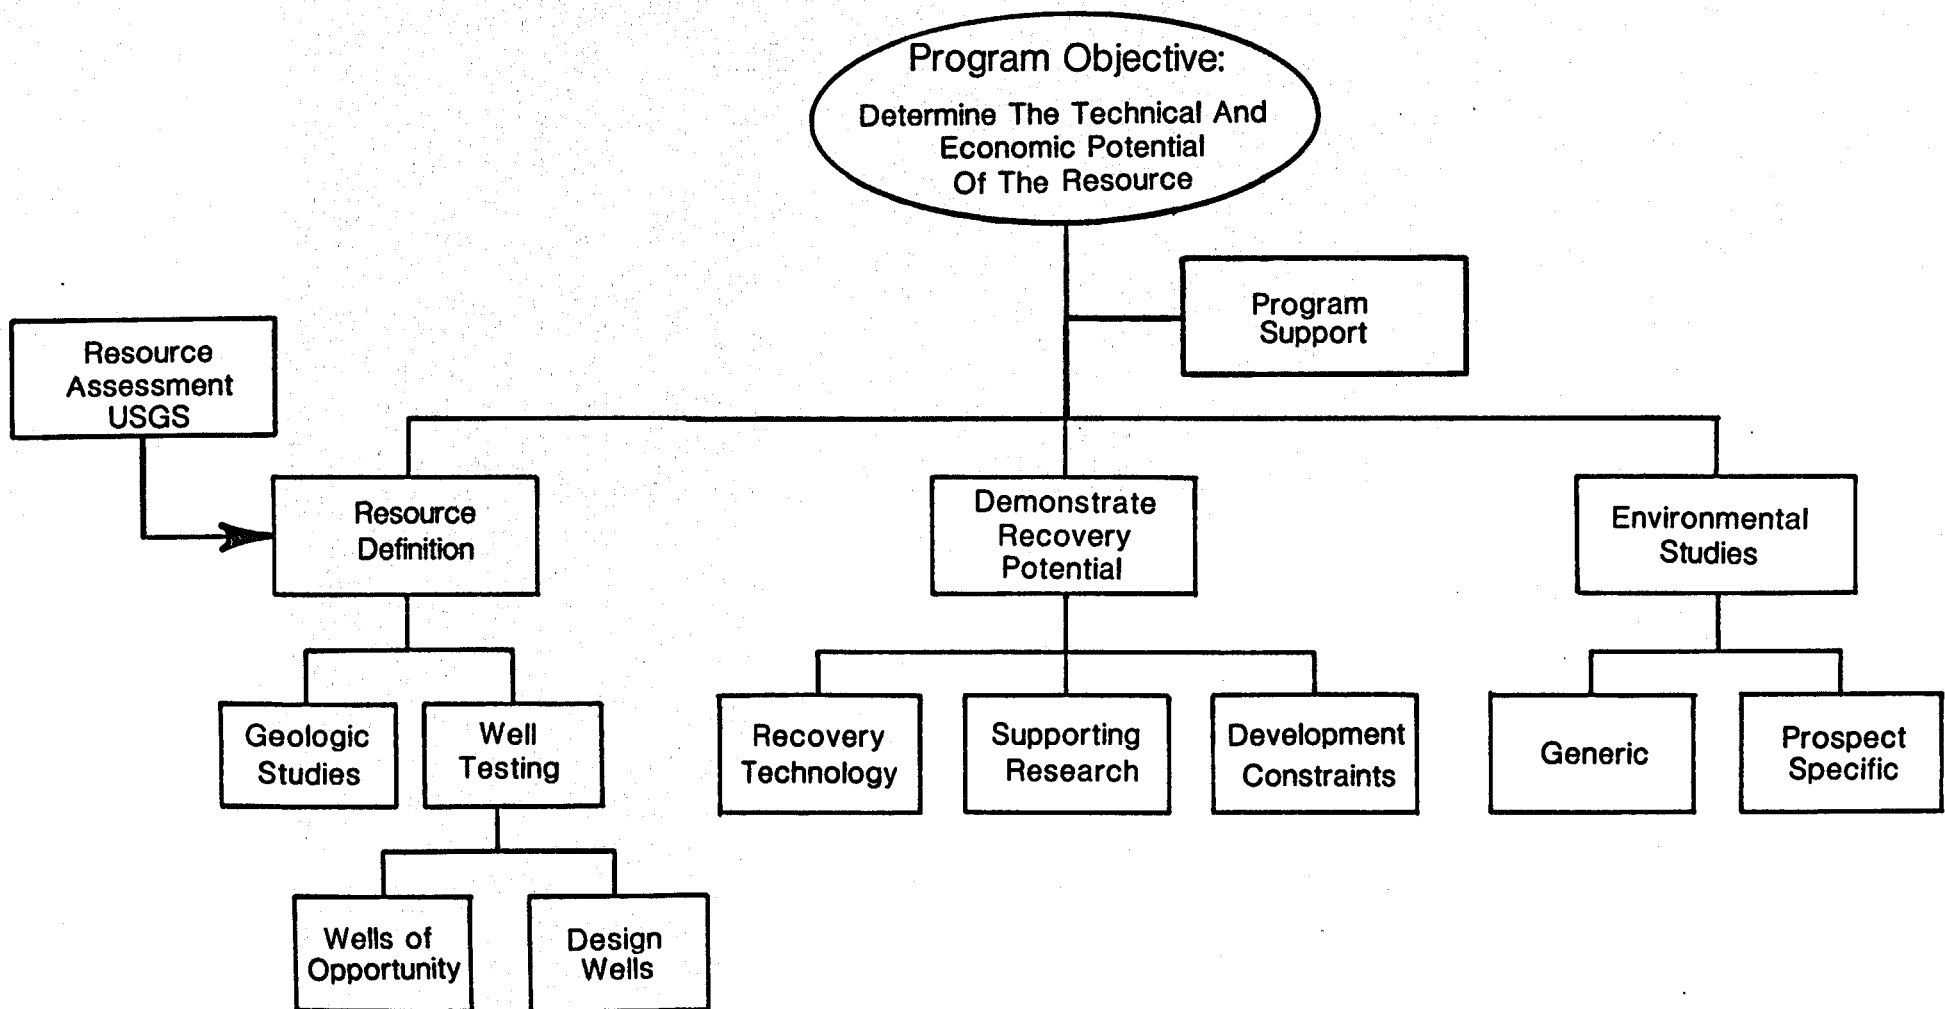 Program Objective:
Determine The Technical And
Economic Potential
Of The Resource
Program
Support
Resource
Assessment
USGS
Resource
Definition
Demonstrate
Recovery
Potential
Environmental
Studies
Geologic
Studies
Well
Testing
Recovery
Technology
Supporting
Research
Development
Constraints
Generic
Prospect
Specific
Wells of
Opportunity
Design
Wells